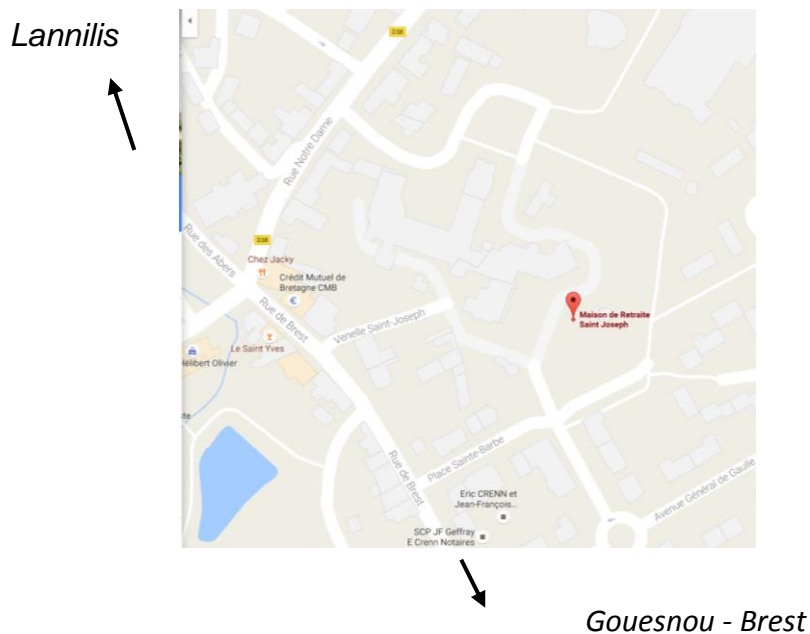 Lannilis
D38
Rue Notre Dame
Rue des Abers
D38
Chez Jacky
Crédit Mutuel de
Bretagne CMB
Rue de Brest
Venelle Saint-Joseph
Maison de Retraite
Saint Joseph
Le Saint Yves
Hélibert Olivier
Place Sainte-Barbe
Rue de Brest
Eric CRENN et
Jean-François...
Avenue Général de Gaulle
SCP JF Geffray
E Crenn Notaires
Gouesnou - Brest